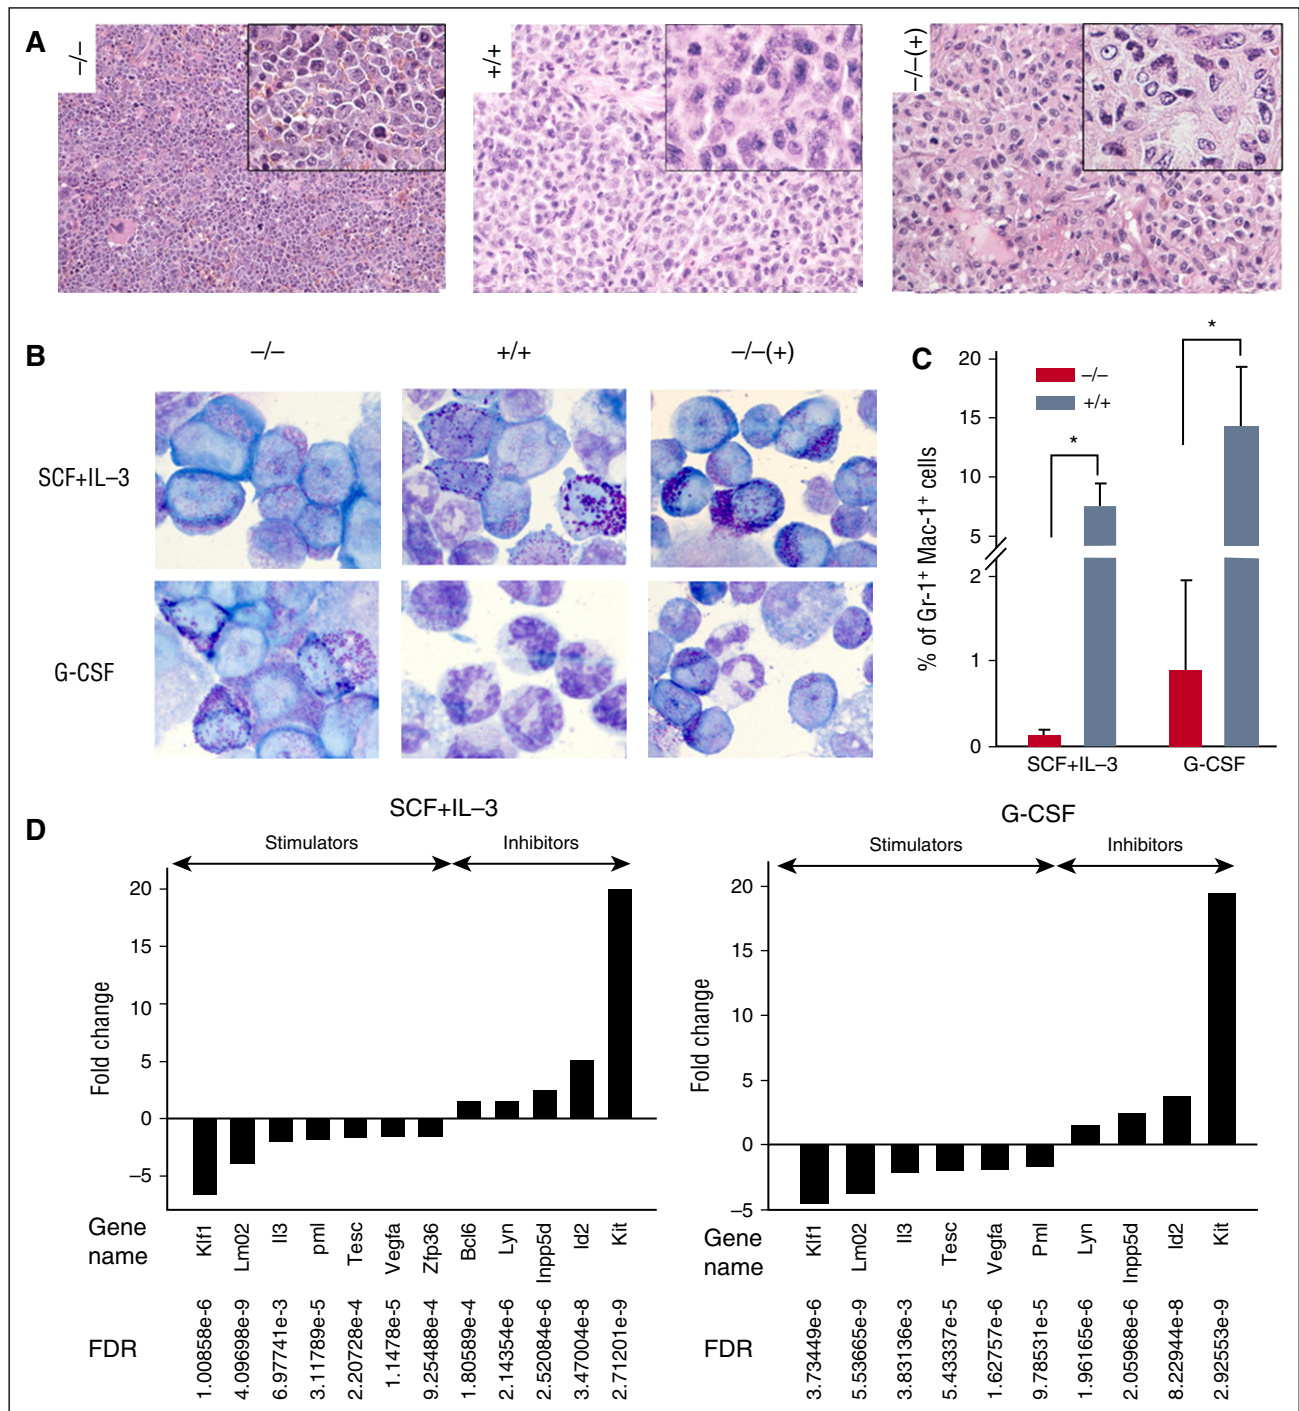 A
–/–
+/+
–/–(+)
B
–/–
+/+
–/–(+)
SCF+IL–3
G-CSF
C
% of Gr-1+ Mac-1+ cells
20
15
10
5
2
1
0
–/–
+/+
*
*
SCF+IL–3
G-CSF
D
SCF+IL–3
Stimulators
Inhibitors
Fold change
20
15
10
5
0
–5
Gene name
Klf1
Lm02
Il3
pml
Tesc
Vegfa
Zfp36
Bcl6
Lyn
Inpp5d
Id2
Kit
FDR
1.00858e-6
4.09698e-9
6.97741e-3
3.11789e-5
2.20728e-4
1.11478e-5
9.25488e-4
1.80589e-4
2.14354e-6
2.52084e-6
3.47004e-8
2.71201e-9
G-CSF
Stimulators
Inhibitors
Fold change
20
15
10
5
0
–5
Gene name
Klf1
Lm02
Il3
Tesc
Vegfa
Pml
Lyn
Inpp5d
Id2
Kit
FDR
3.73449e-6
5.53665e-9
3.83136e-3
5.43337e-5
1.62757e-6
9.78531e-5
1.96165e-6
2.05968e-6
8.22944e-8
2.92553e-9